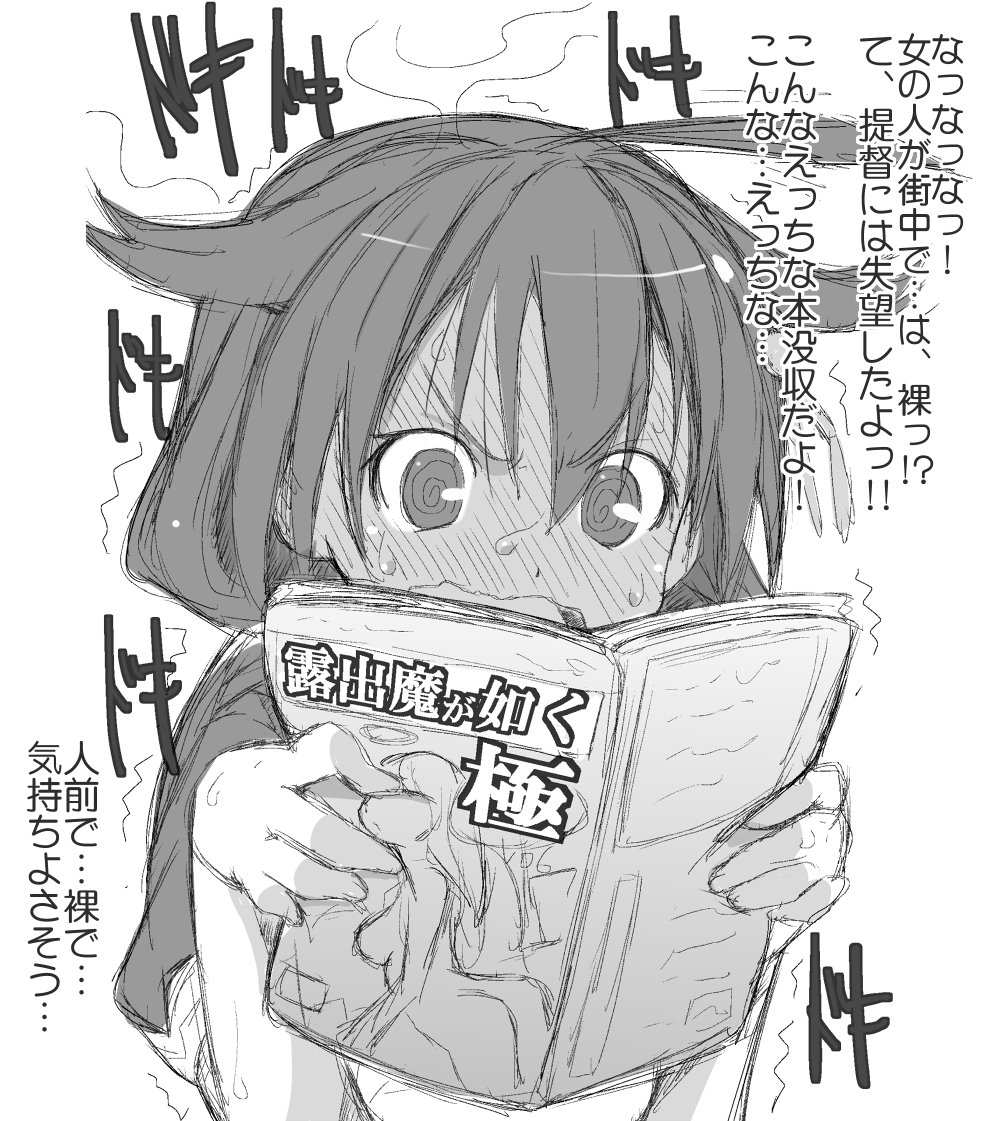 なっなっなっ！
女の人が街中で…は、裸っ!?
て、提督には失望したよっ!!
こんなえっちな本没収だよ！
こんな…えっちな…
ドキ
ドキ
ドキ
ドキ
露出魔が如く
極
ドキ
人前で…裸で…
気持ちよさそう…
ドキ